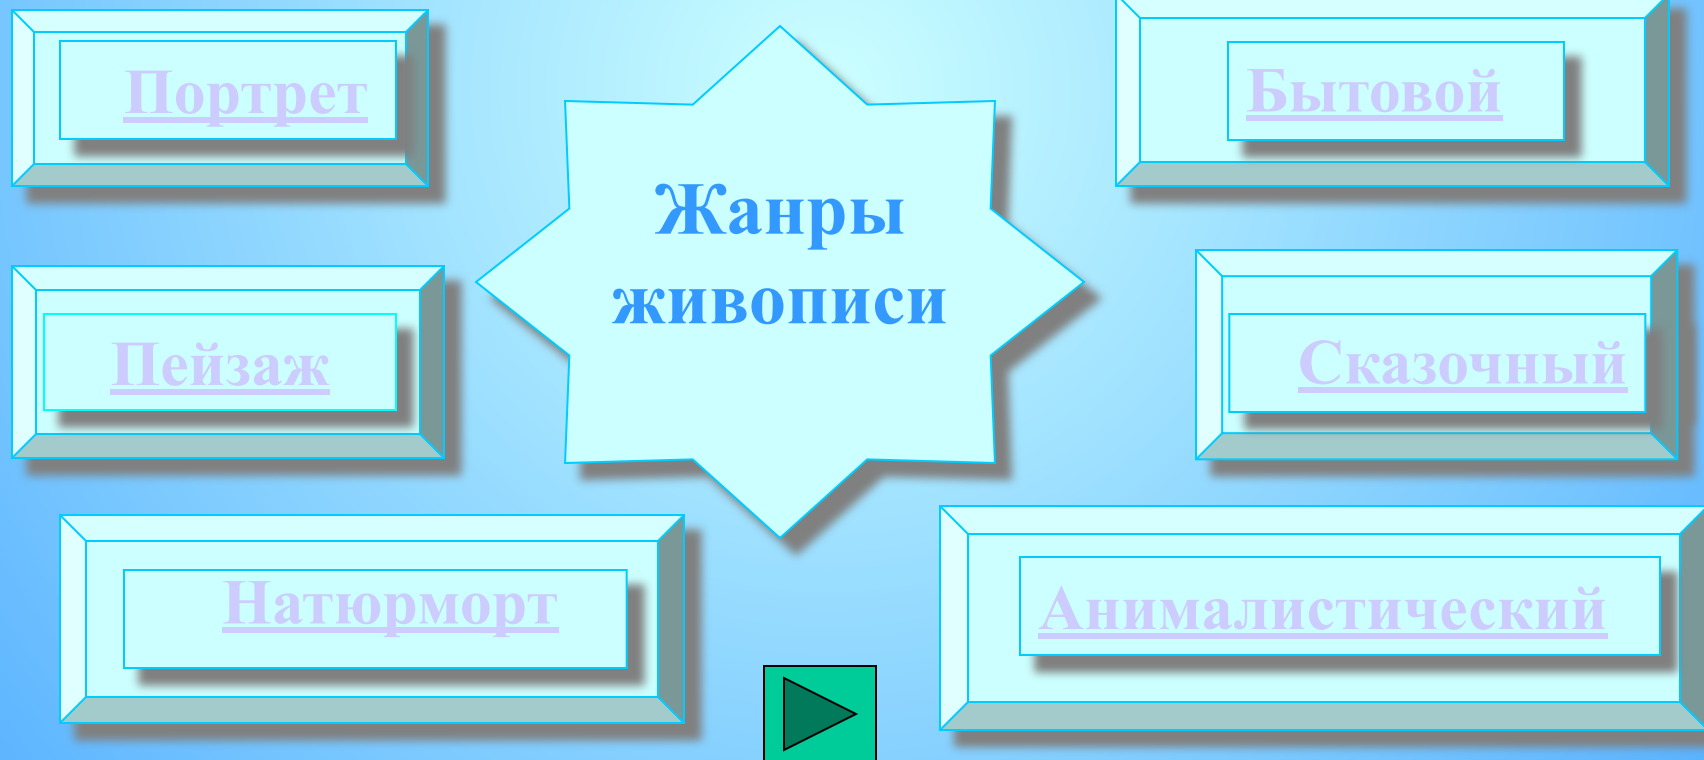 Портрет
Бытовой
Жанры
живописи
Пейзаж
Сказочный
Натюрморт
Анималистический